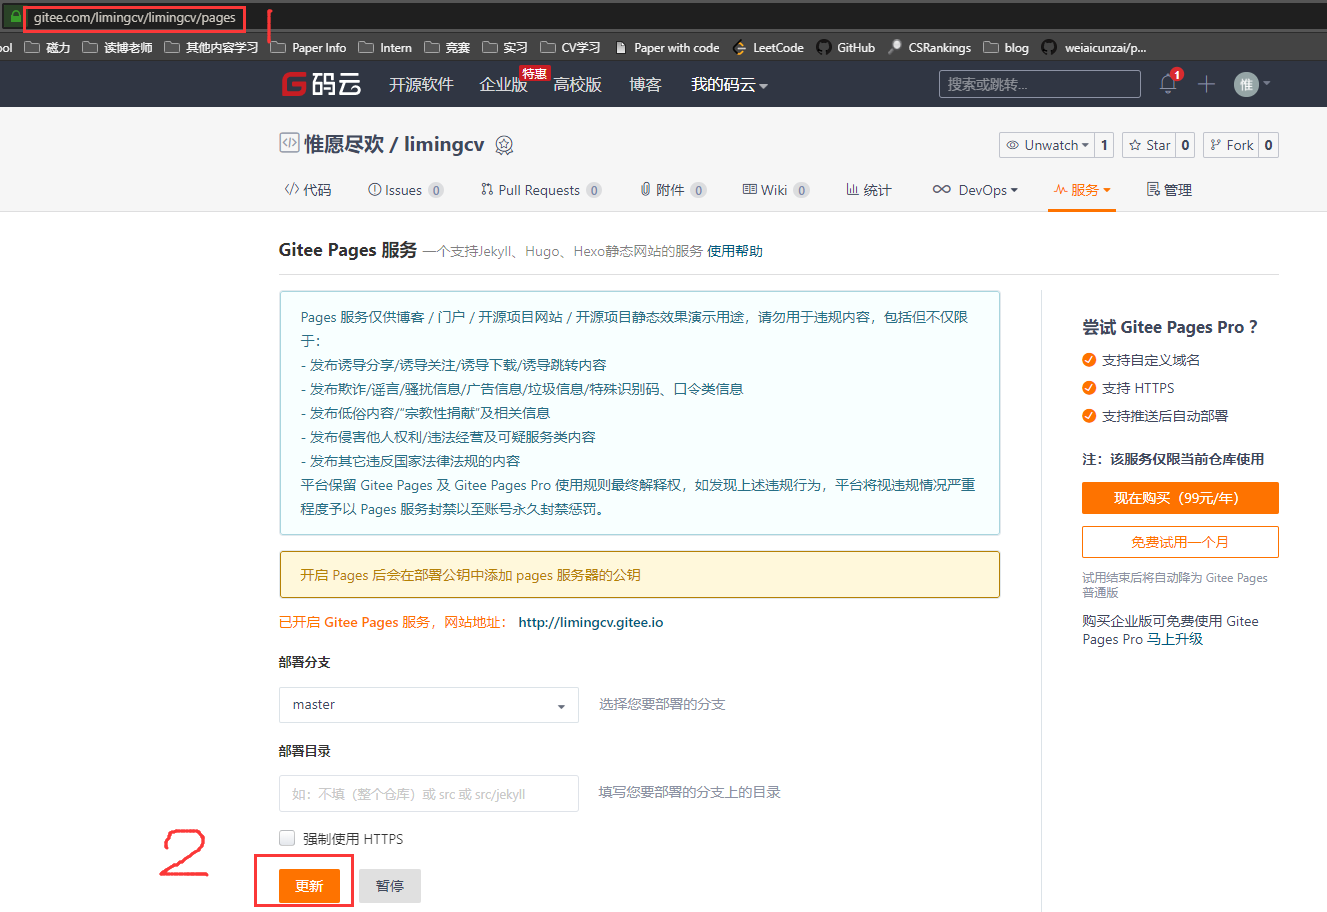 gitee.com/limingcv/limingcv/pages
1
ool 磁力 读博老师 其他内容学习 Paper Info Intern 竞赛 实习 CV学习 Paper with code LeetCode GitHub CSRankings blog weiaicunzai/p...
G 码云 开源软件 企业版 特惠 高校版 博客 我的码云 搜索或跳转... 1 惟
惟愿尽欢 / limingcv Unwatch 1 Star 0 Fork 0
代码 Issues 0 Pull Requests 0 附件 0 Wiki 0 统计 DevOps 服务 管理
Gitee Pages 服务 一个支持Jekyll、Hugo、Hexo静态网站的服务 使用帮助
Pages 服务仅供博客 / 门户 / 开源项目网站 / 开源项目静态效果演示用途，请勿用于违规内容，包括但不仅限
于：
- 发布诱导分享/诱导关注/诱导下载/诱导跳转内容
- 发布欺诈/谣言/骚扰信息/广告信息/垃圾信息/特殊识别码、口令类信息
- 发布低俗内容/“宗教性捐献”及相关信息
- 发布侵害他人权利/违法经营及可疑服务类内容
- 发布其它违反国家法律法规的内容
平台保留 Gitee Pages 及 Gitee Pages Pro 使用规则最终解释权，如发现上述违规行为，平台将视违规情况严重
程度予以 Pages 服务封禁以至账号永久封禁惩罚。
开启 Pages 后会在部署公钥中添加 pages 服务器的公钥
已开启 Gitee Pages 服务，网站地址： http://limingcv.gitee.io
部署分支
master 选择您要部署的分支
部署目录
如：不填（整个仓库）或 src 或 src/jekyll 填写您要部署的分支上的目录
强制使用 HTTPS
2
更新 暂停
尝试 Gitee Pages Pro ?
支持自定义域名
支持 HTTPS
支持推送后自动部署
注：该服务仅限当前仓库使用
现在购买（99元/年）
免费试用一个月
试用结束后将自动降为 Gitee Pages
普通版
购买企业版可免费使用 Gitee
Pages Pro 马上升级